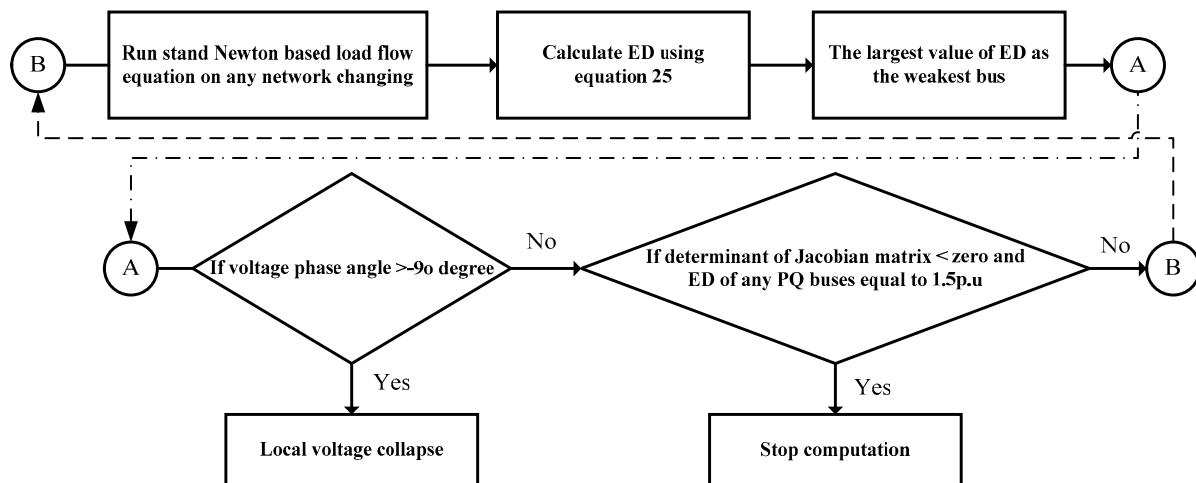 B
Run stand Newton based load flow
equation on any network changing
Calculate ED using
equation 25
The largest value of ED as
the weakest bus
A
A
If voltage phase angle >-9o degree
No
If determinant of Jacobian matrix < zero and
ED of any PQ buses equal to 1.5p.u
No
B
Yes
Yes
Local voltage collapse
Stop computation